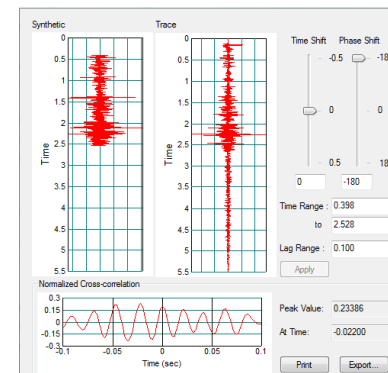 Synthetic Trace
0 0
0.5 0.5
1 1
1.5 1.5
2 2
2.5 2.5
3 3
3.5 3.5
4 4
4.5 4.5
5 5
5.5 5.5
Time Time
Time Shift Phase Shift
-0.5 -18
0 0
0.5 18
0 -180
Time Range : 0.398
to 2.528
Lag Range : 0.100
Apply
Normalized Cross-correlation
0.3
0.15
0
-0.15
-0.3
-0.1 -0.05 0 0.05 0.1
Time (sec)
Peak Value: 0.23386
At Time: -0.02200
Print Export...